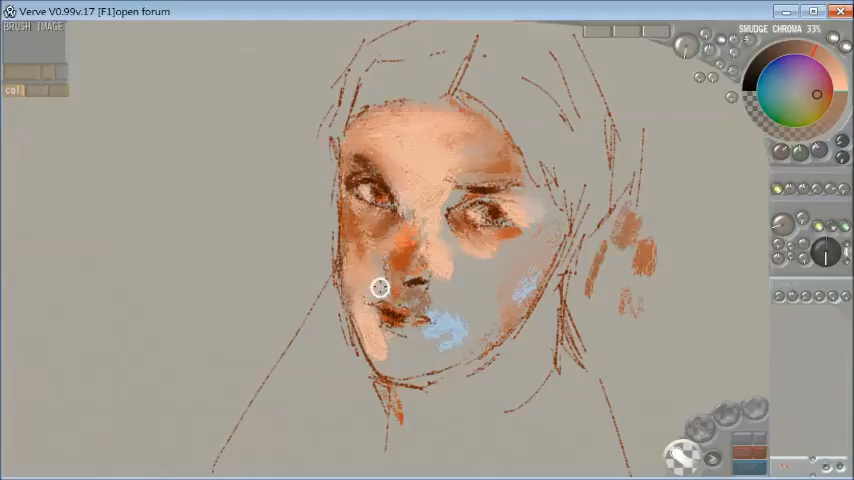 Verve V0.99v.17 [F1]open forum
BRUSH IMAGE
SMUDGE CHROMA 33%
col